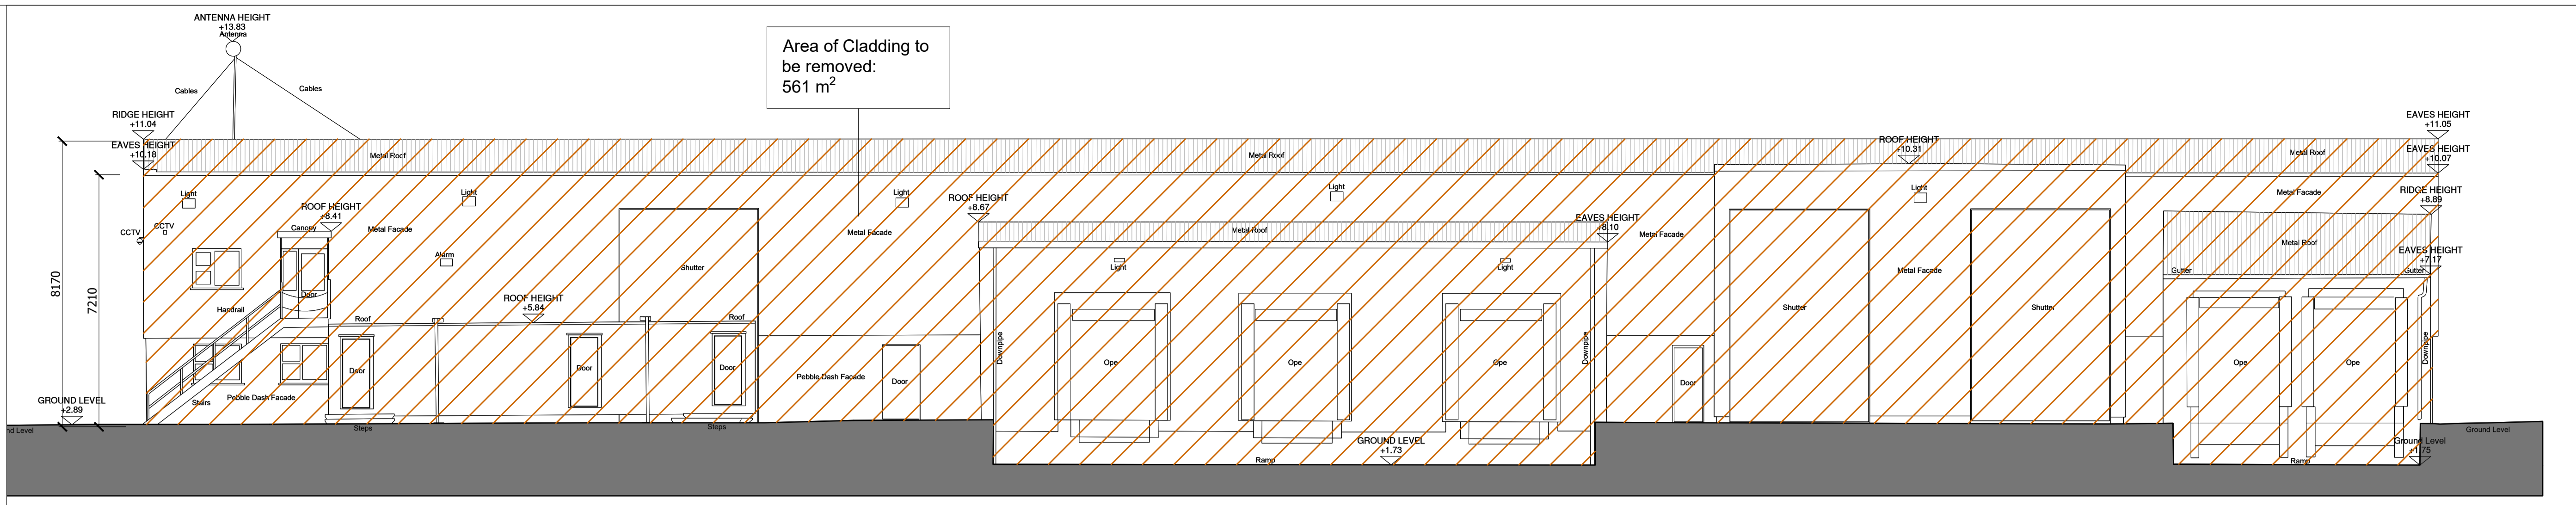 ANTENNA HEIGHT
+13.83
Antenna
Cables
Cables
Area of Cladding to
be removed:
561 m²
RIDGE HEIGHT
+11.04
EAVES HEIGHT
+10.18
EAVES HEIGHT
+11.05
ROOF HEIGHT
+10.31
EAVES HEIGHT
+10.07
Metal Roof
Metal Roof
Metal Roof
Light
Light
Light
Light
Light
Metal Facade
RIDGE HEIGHT
+8.89
ROOF HEIGHT
+8.41
ROOF HEIGHT
+8.67
EAVES HEIGHT
+8.10
CCTV
CCTV
Canopy
Metal Facade
Metal Facade
Metal Roof
Metal Facade
Metal Roof
EAVES HEIGHT
+7.17
Alarm
Shutter
Light
Light
Metal Facade
Gutter
Gutter
8170
7210
Door
Handrail
ROOF HEIGHT
+5.84
Roof
Roof
Shutter
Shutter
Downpipe
Downpipe
Downpipe
Door
Door
Door
Pebble Dash Facade
Door
Ope
Ope
Ope
Door
Ope
Ope
GROUND LEVEL
+2.89
Stairs
Pebble Dash Facade
nd Level
Steps
Steps
GROUND LEVEL
+1.73
Ramp
Ground Level
Ground Level
+1.75
Ramp